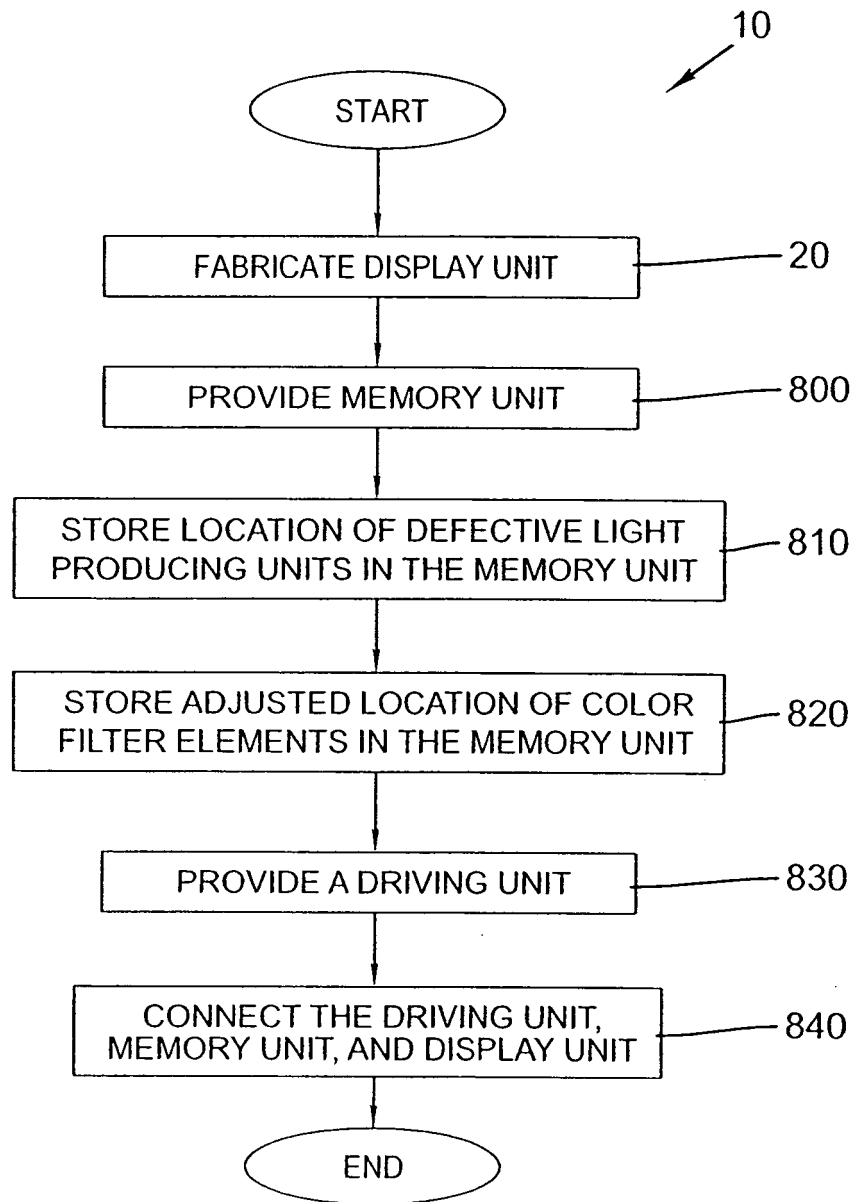 10
START
FABRICATE DISPLAY UNIT
20
PROVIDE MEMORY UNIT
800
STORE LOCATION OF DEFECTIVE LIGHT
PRODUCING UNITS IN THE MEMORY UNIT
810
STORE ADJUSTED LOCATION OF COLOR
FILTER ELEMENTS IN THE MEMORY UNIT
820
PROVIDE A DRIVING UNIT
830
CONNECT THE DRIVING UNIT,
MEMORY UNIT, AND DISPLAY UNIT
840
END